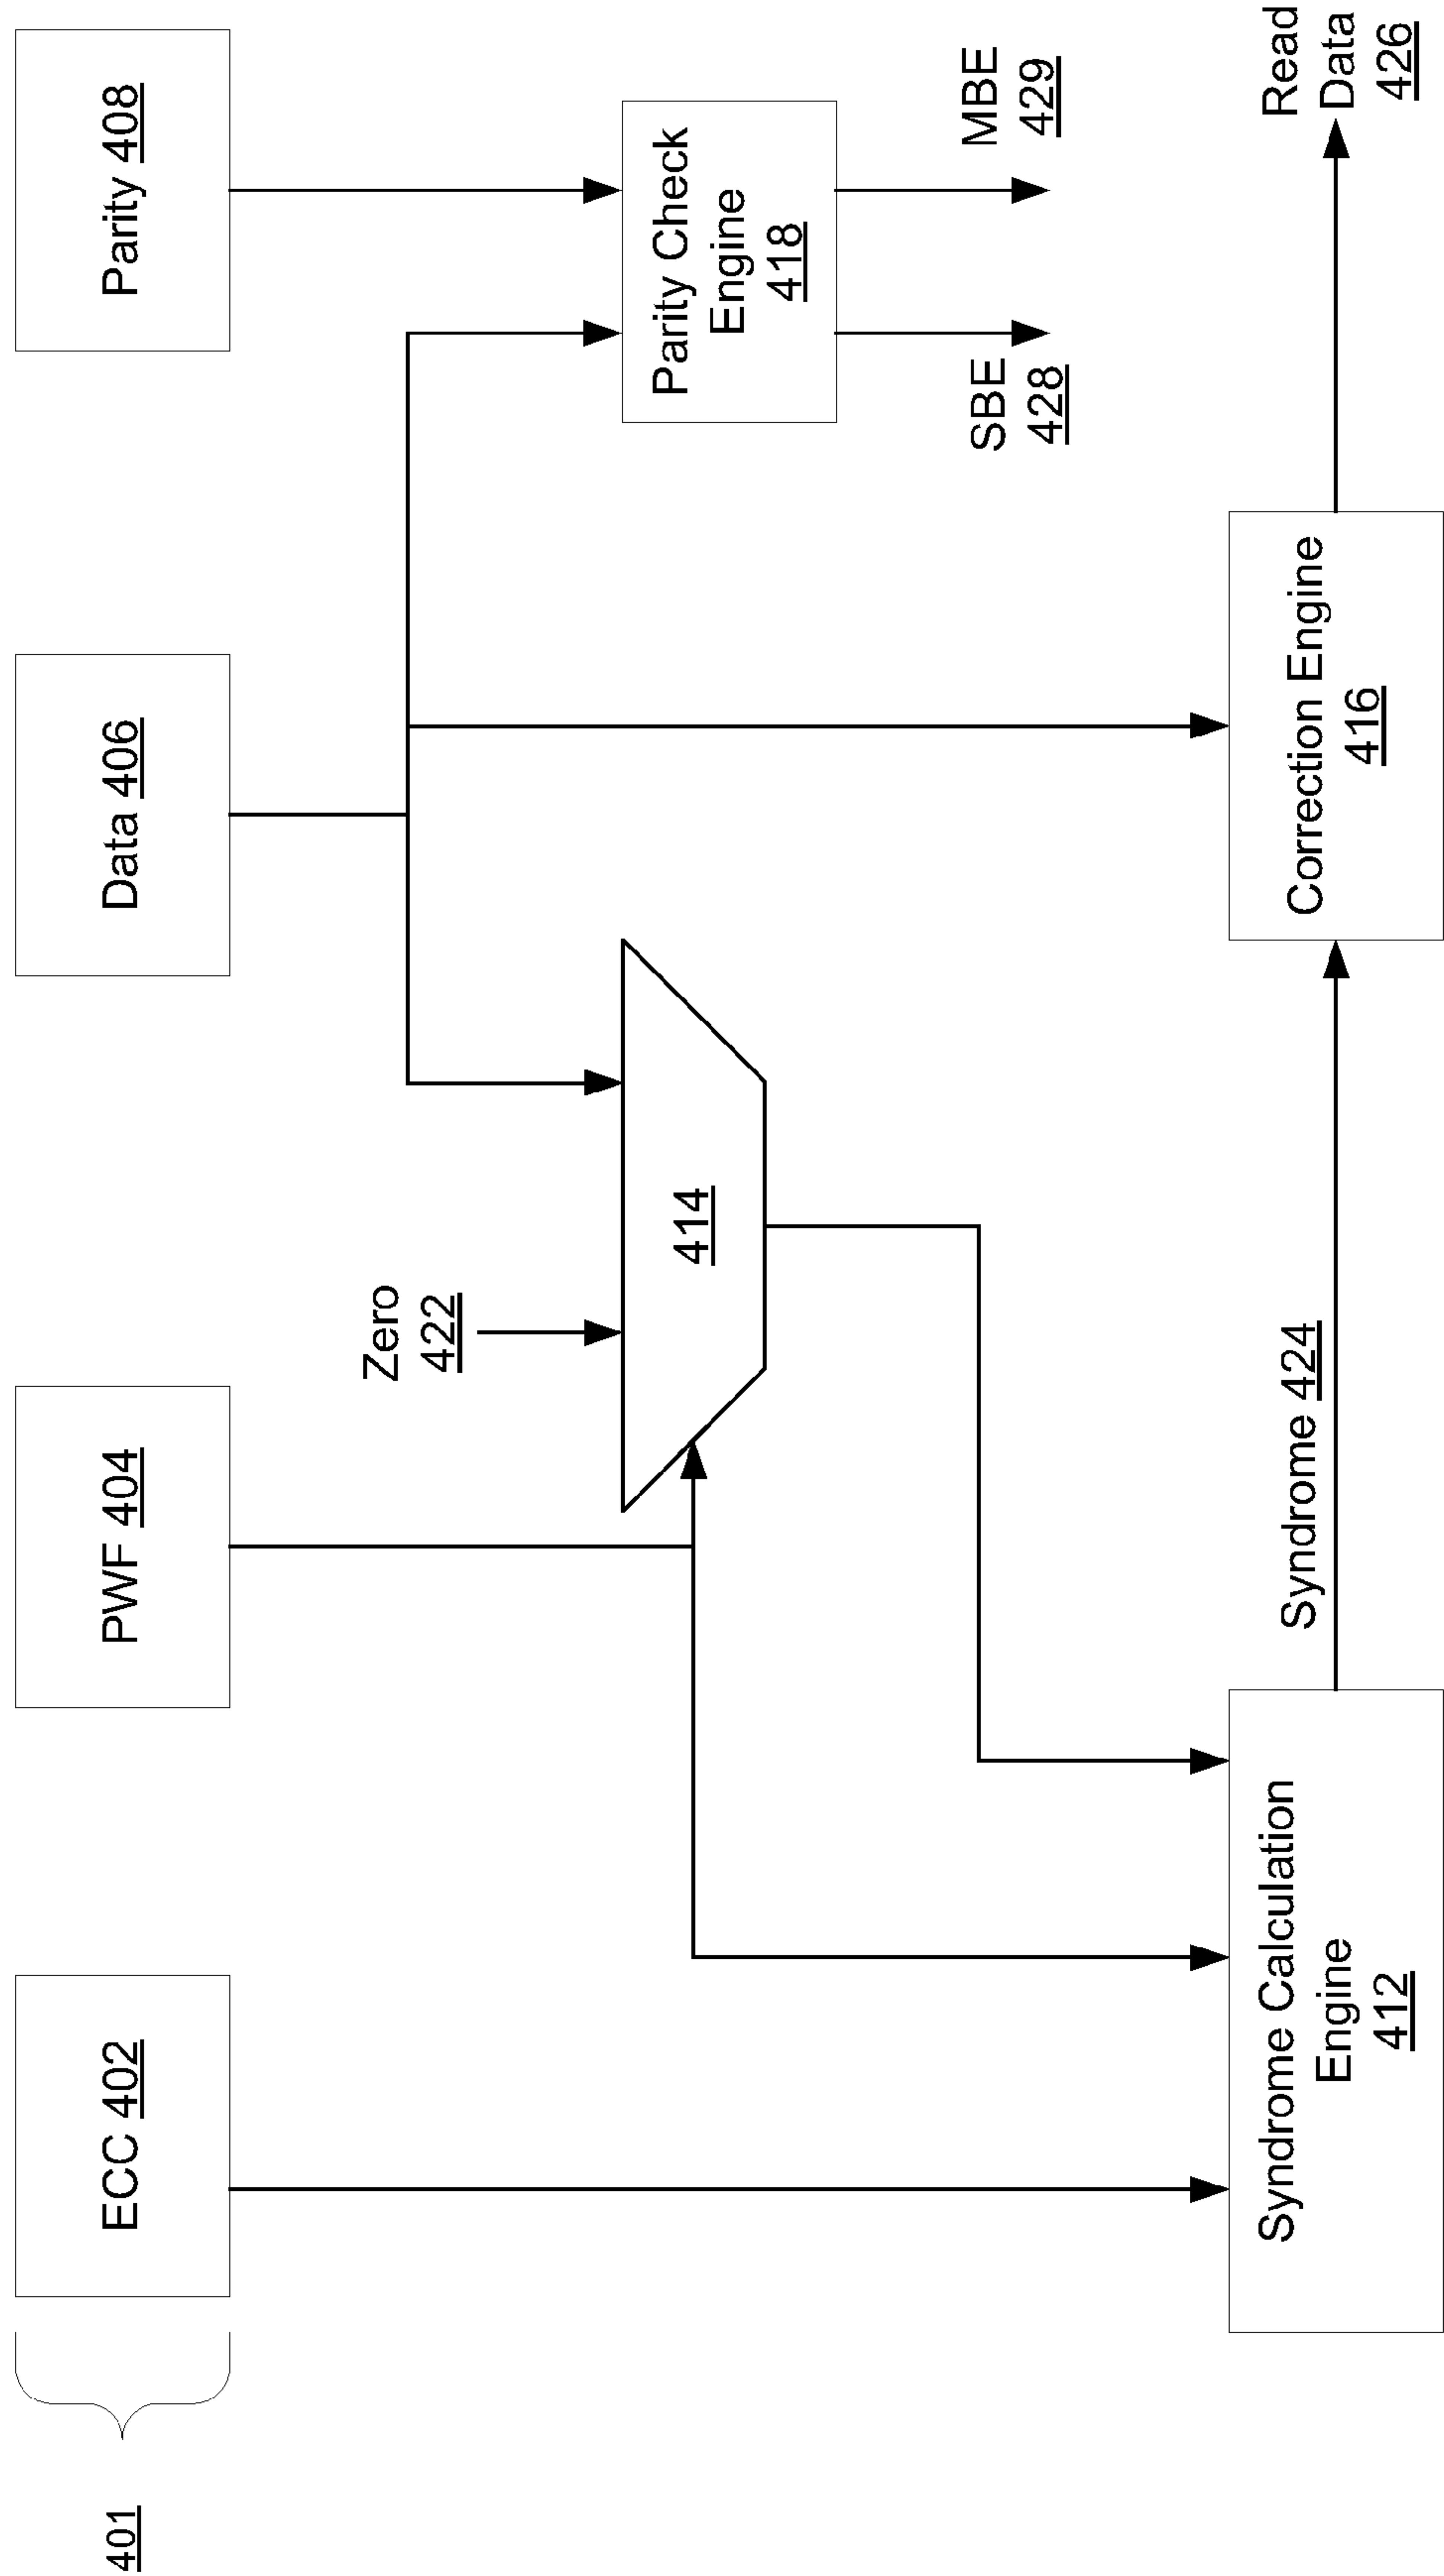 401
ECC 402
PWF 404
Data 406
Parity 408
Zero
422
414
Parity Check
Engine
418
SBE
428
MBE
429
Syndrome Calculation
Engine
412
Syndrome 424
Correction Engine
416
Read
Data
426